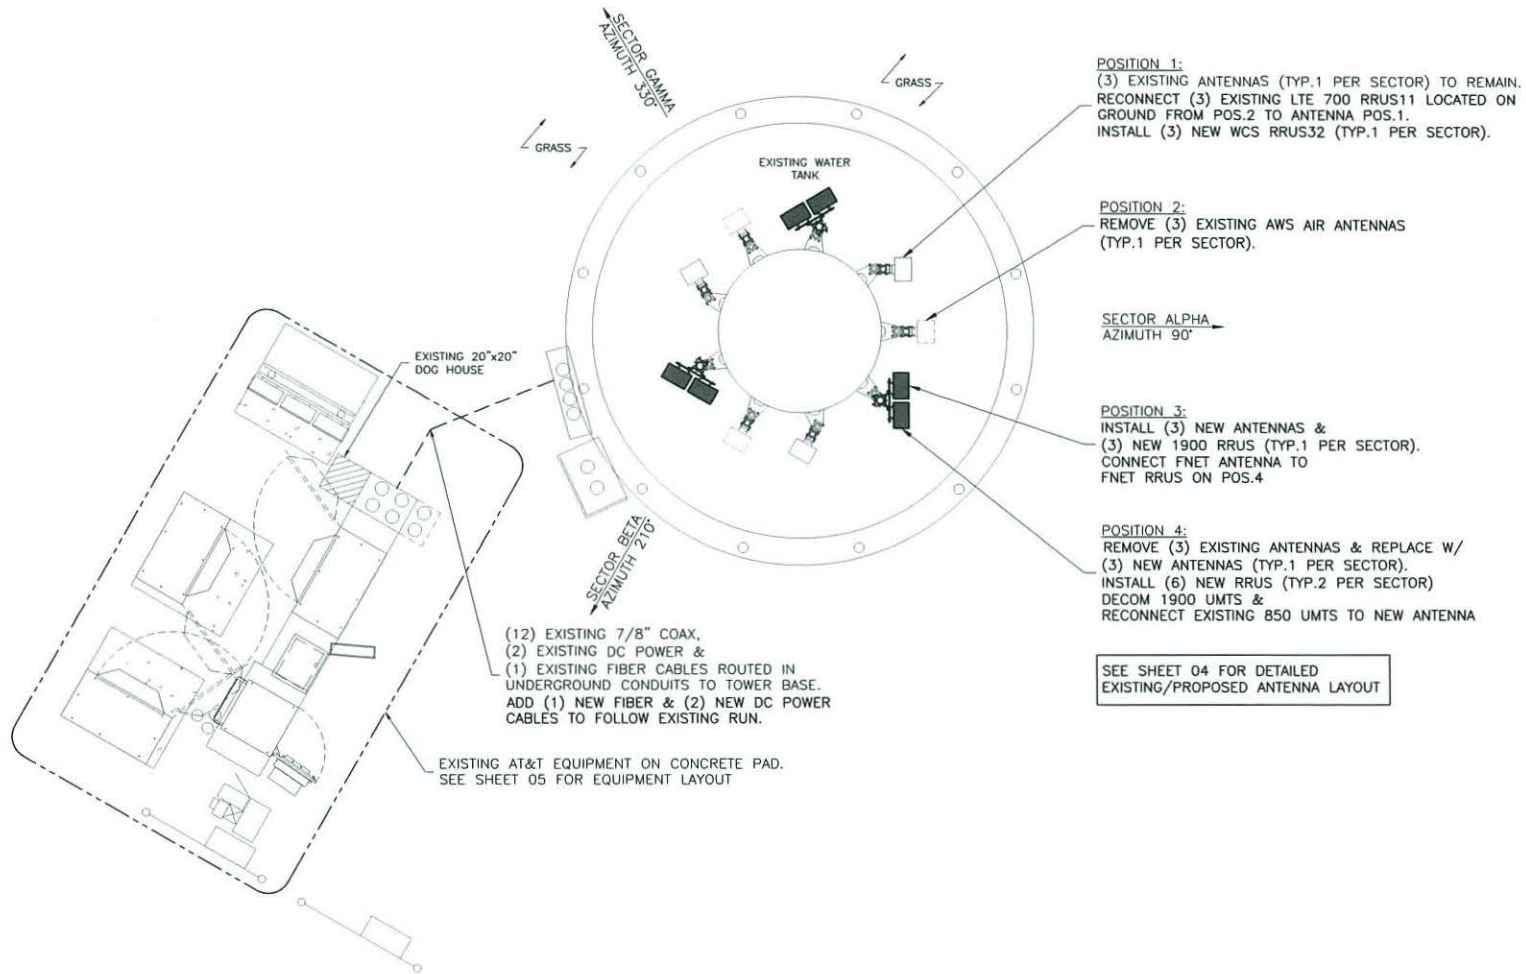 SECTOR GAMMA
AZIMUTH 330°
GRASS
GRASS
EXISTING WATER
TANK
POSITION 1:
(3) EXISTING ANTENNAS (TYP.1 PER SECTOR) TO REMAIN.
RECONNECT (3) EXISTING LTE 700 RRUS11 LOCATED ON
GROUND FROM POS.2 TO ANTENNA POS.1.
INSTALL (3) NEW WCS RRUS32 (TYP.1 PER SECTOR).
POSITION 2:
REMOVE (3) EXISTING AWS AIR ANTENNAS
(TYP.1 PER SECTOR).
SECTOR ALPHA
AZIMUTH 90°
EXISTING 20"x20"
DOG HOUSE
POSITION 3:
INSTALL (3) NEW ANTENNAS &
(3) NEW 1900 RRUS (TYP.1 PER SECTOR).
CONNECT FNET ANTENNA TO
FNET RRUS ON POS.4
POSITION 4:
REMOVE (3) EXISTING ANTENNAS & REPLACE W/
(3) NEW ANTENNAS (TYP.1 PER SECTOR).
INSTALL (6) NEW RRUS (TYP.2 PER SECTOR)
DECOM 1900 UMTS &
RECONNECT EXISTING 850 UMTS TO NEW ANTENNA
SECTOR BETA
AZIMUTH 210°
(12) EXISTING 7/8" COAX,
(2) EXISTING DC POWER &
(1) EXISTING FIBER CABLES ROUTED IN
UNDERGROUND CONDUITS TO TOWER BASE.
ADD (1) NEW FIBER & (2) NEW DC POWER
CABLES TO FOLLOW EXISTING RUN.
SEE SHEET 04 FOR DETAILED
EXISTING/PROPOSED ANTENNA LAYOUT
EXISTING AT&T EQUIPMENT ON CONCRETE PAD.
SEE SHEET 05 FOR EQUIPMENT LAYOUT